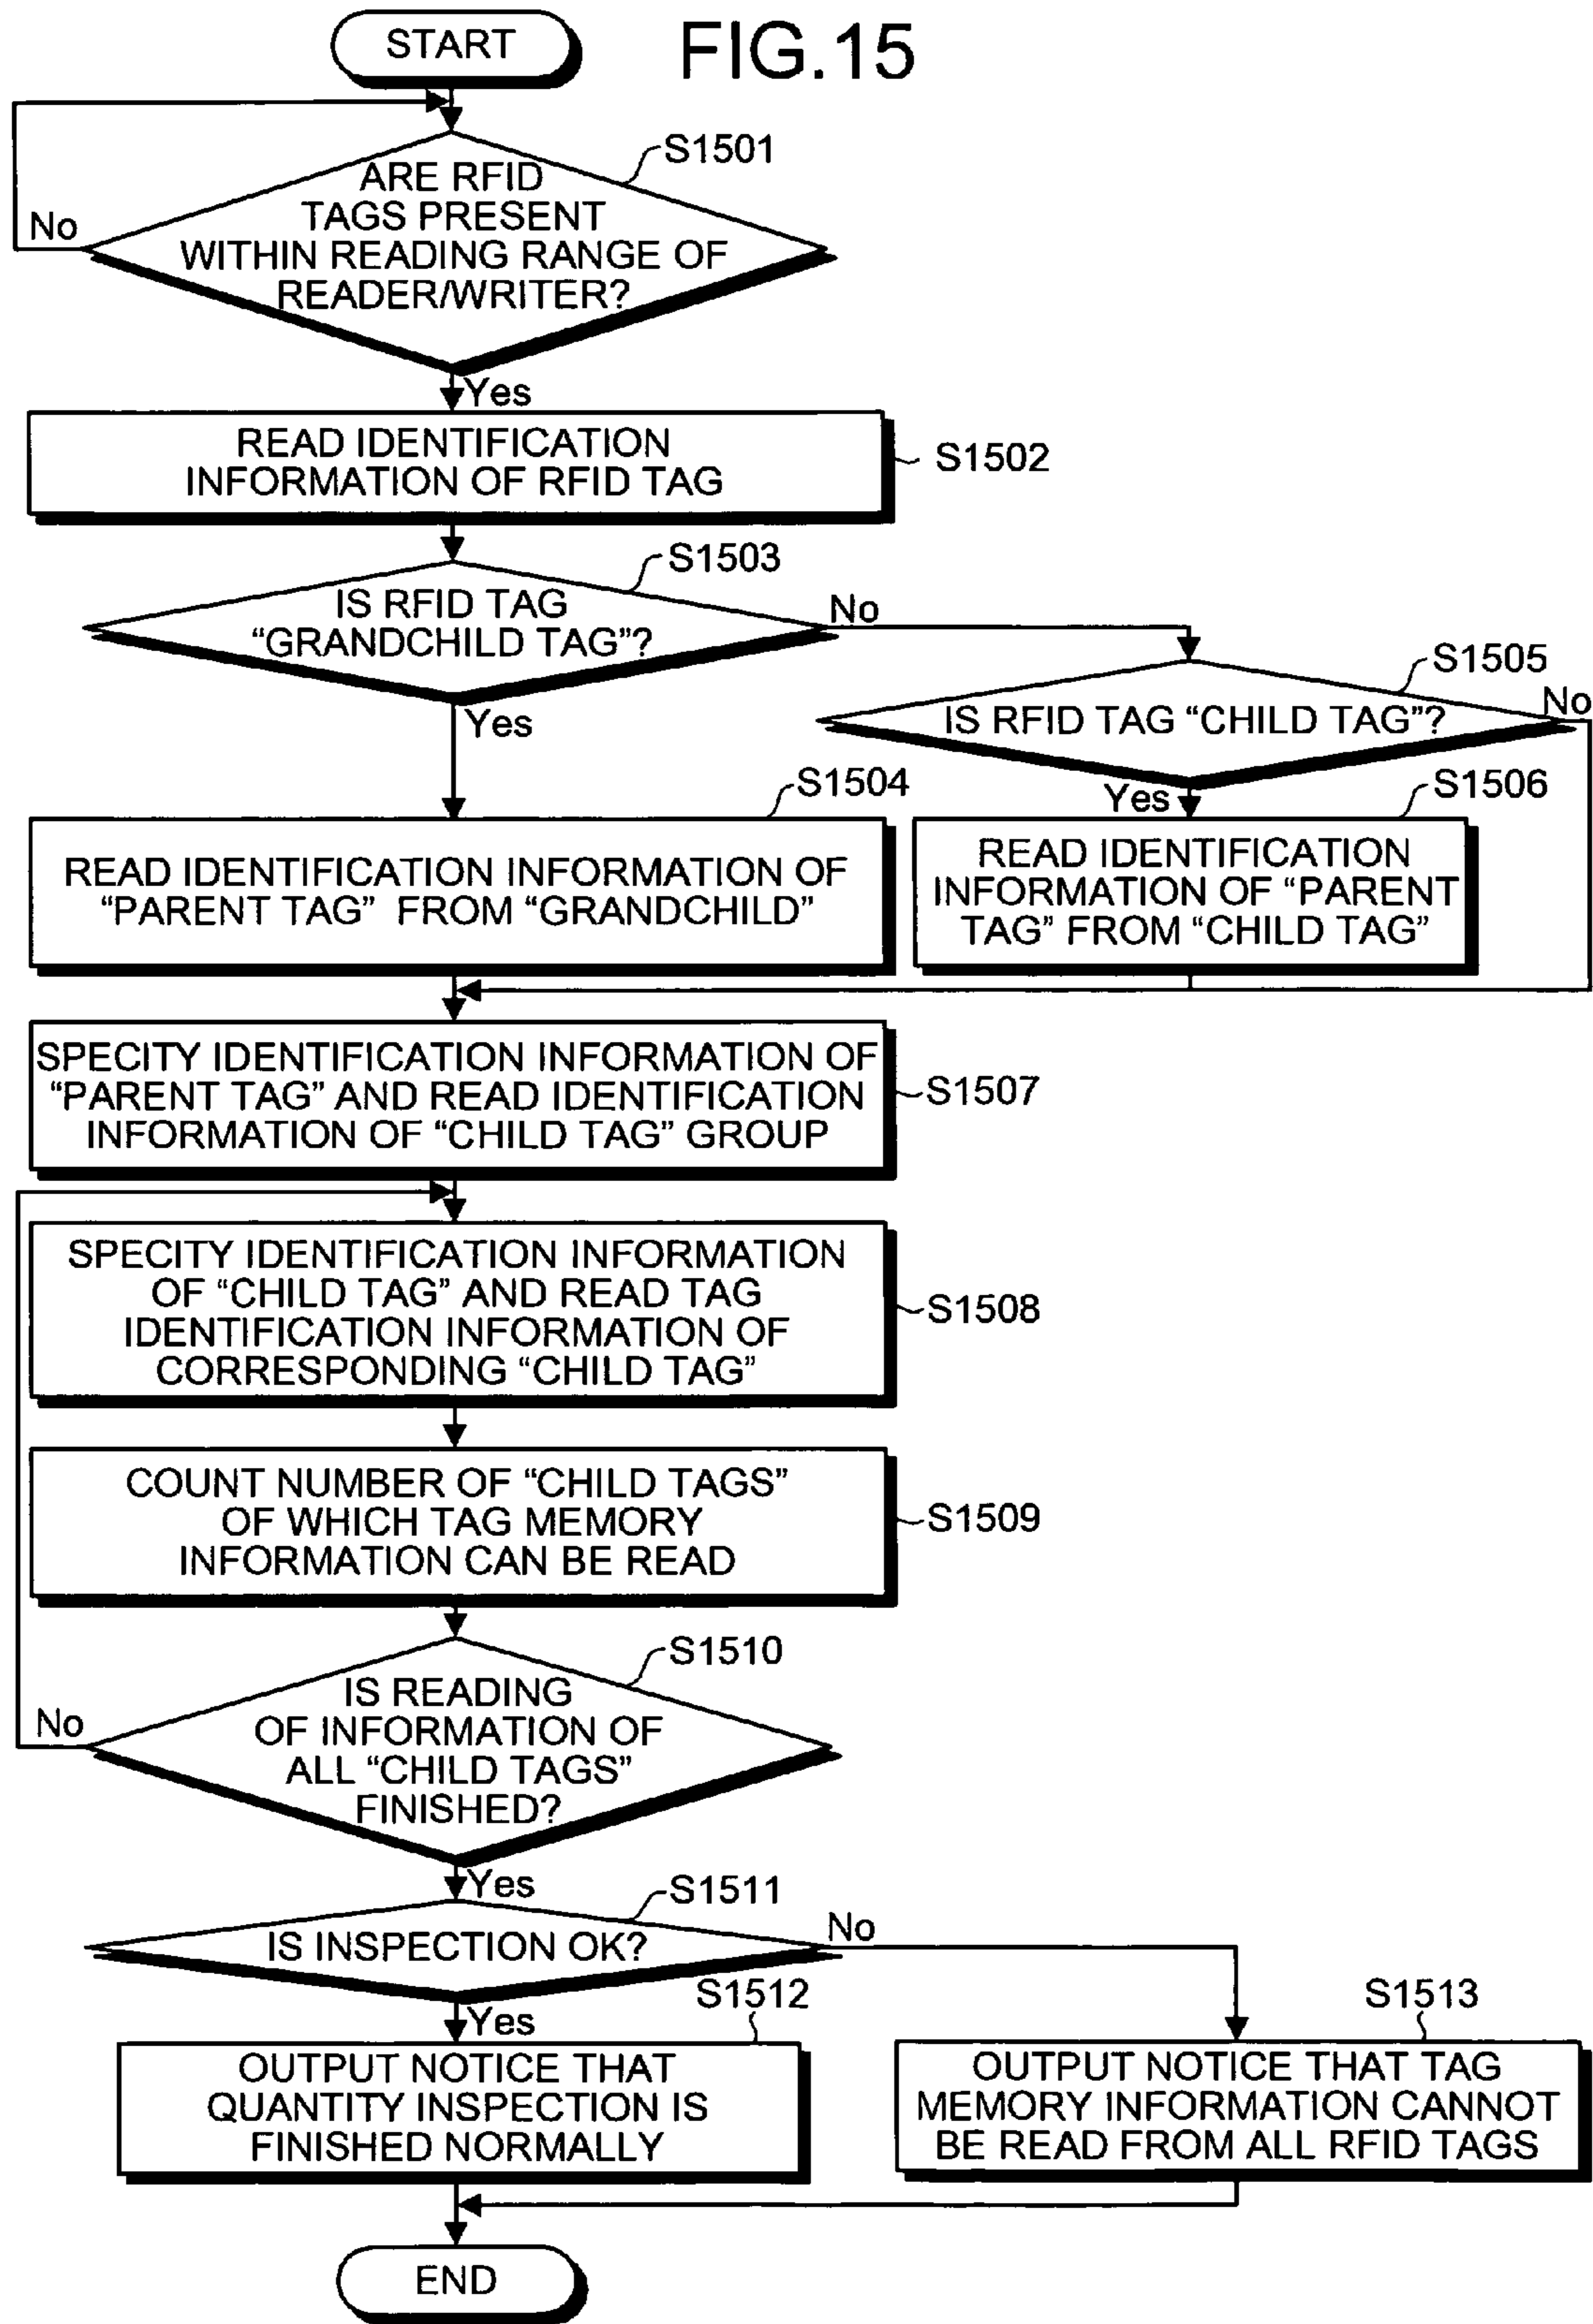 START
FIG.15
S1501
ARE RFID
TAGS PRESENT
WITHIN READING RANGE OF
READER/WRITER?
No
Yes
READ IDENTIFICATION
INFORMATION OF RFID TAG
S1502
S1503
IS RFID TAG
“GRANDCHILD TAG”?
No
Yes
S1505
IS RFID TAG “CHILD TAG”?
No
Yes
S1504
READ IDENTIFICATION INFORMATION OF
“PARENT TAG” FROM “GRANDCHILD”
S1506
READ IDENTIFICATION
INFORMATION OF “PARENT
TAG” FROM “CHILD TAG”
SPECITY IDENTIFICATION INFORMATION OF
“PARENT TAG” AND READ IDENTIFICATION
INFORMATION OF “CHILD TAG” GROUP
S1507
SPECITY IDENTIFICATION INFORMATION
OF “CHILD TAG” AND READ TAG
IDENTIFICATION INFORMATION OF
CORRESPONDING “CHILD TAG”
S1508
COUNT NUMBER OF “CHILD TAGS”
OF WHICH TAG MEMORY
INFORMATION CAN BE READ
S1509
S1510
IS READING
OF INFORMATION OF
ALL “CHILD TAGS”
FINISHED?
No
Yes
S1511
IS INSPECTION OK?
No
Yes
S1512
OUTPUT NOTICE THAT
QUANTITY INSPECTION IS
FINISHED NORMALLY
S1513
OUTPUT NOTICE THAT TAG
MEMORY INFORMATION CANNOT
BE READ FROM ALL RFID TAGS
END